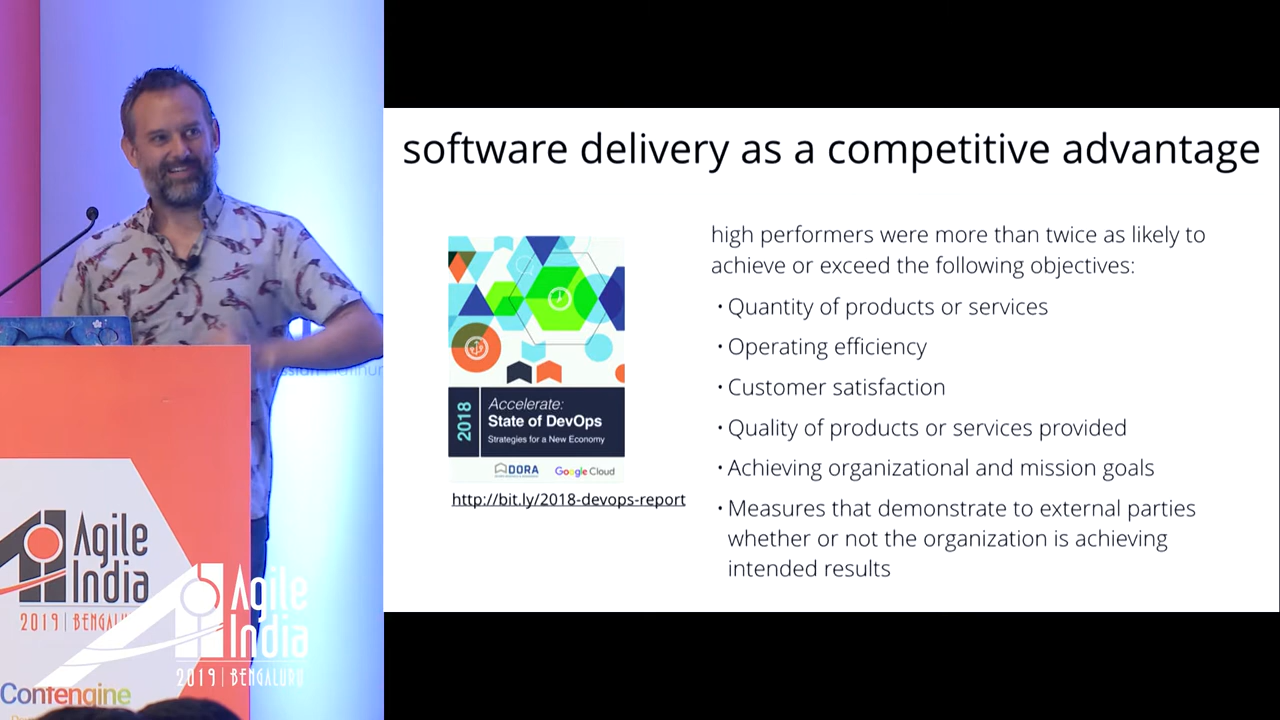 software delivery as a competitive advantage
high performers were more than twice as likely to
achieve or exceed the following objectives:
• Quantity of products or services
• Operating efficiency
• Customer satisfaction
• Quality of products or services provided
• Achieving organizational and mission goals
• Measures that demonstrate to external parties
whether or not the organization is achieving
intended results
2018
Accelerate:
State of DevOps
Strategies for a New Economy
DORA
Google Cloud
http://bit.ly/2018-devops-report
Agile
India
2019 | BENGALU
Agile
India
2019 | BENGALURU
Contengine